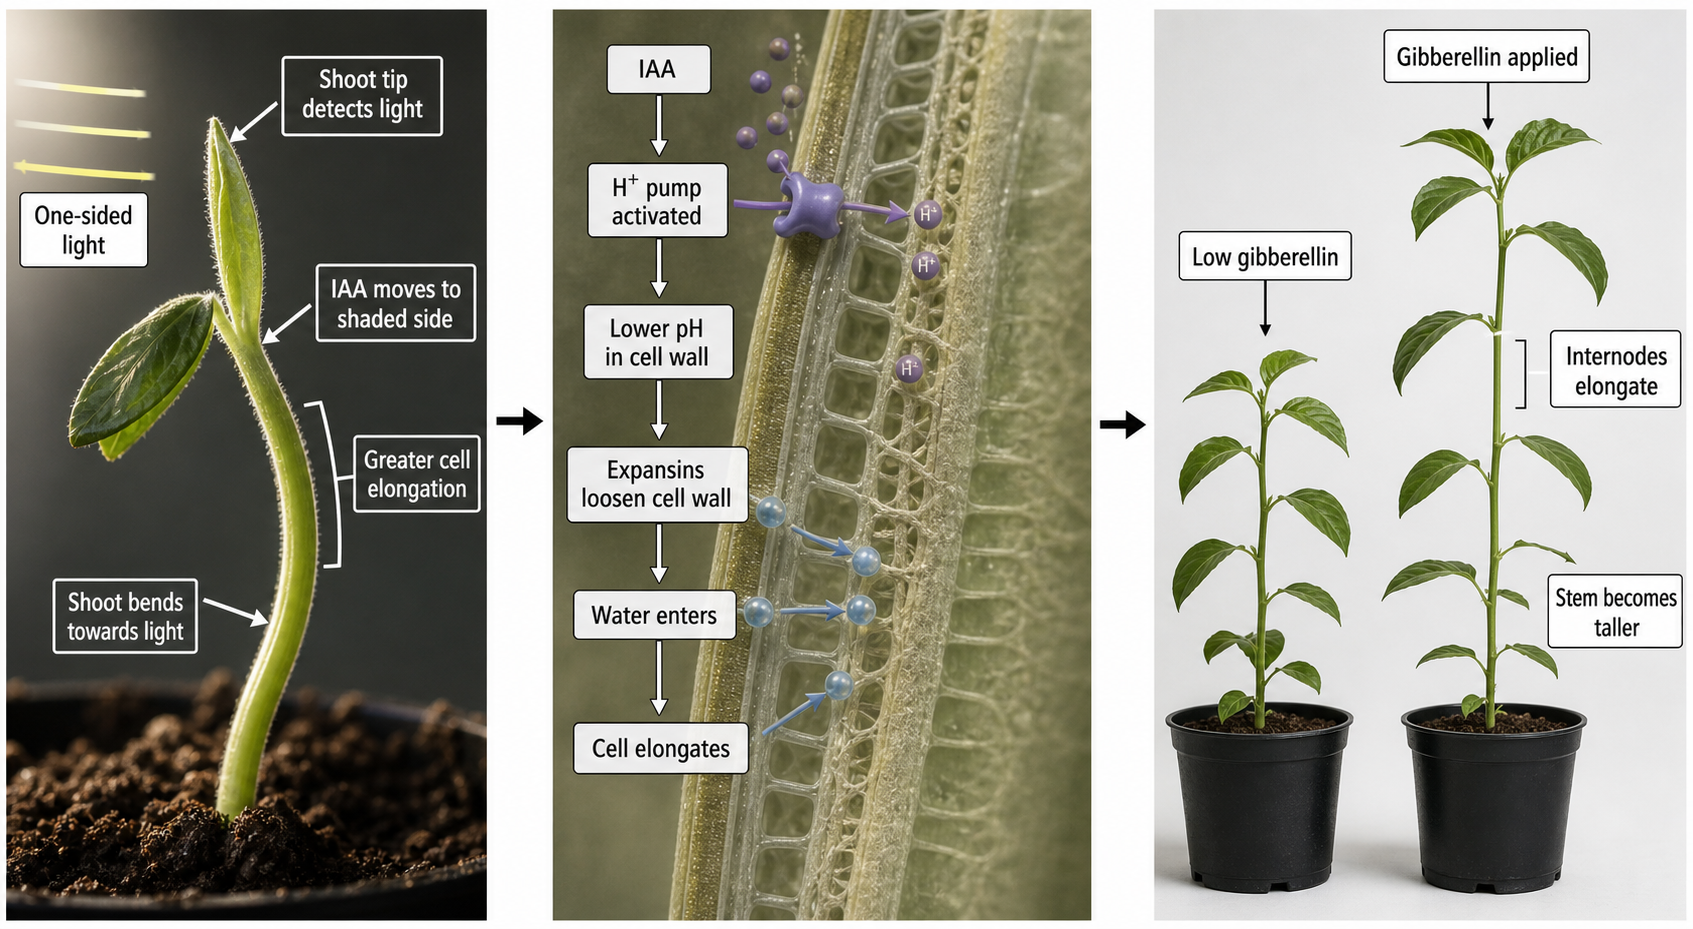 Shoot tip
detects light
One-sided
light
IAA moves to
shaded side
Greater cell
elongation
Shoot bends
towards light
IAA
H⁺ pump
activated
Lower pH
in cell wall
Expansins
loosen cell wall
Water enters
Cell elongates
H⁺
H⁺
H⁺
Gibberellin applied
Low gibberellin
Internodes
elongate
Stem becomes
taller